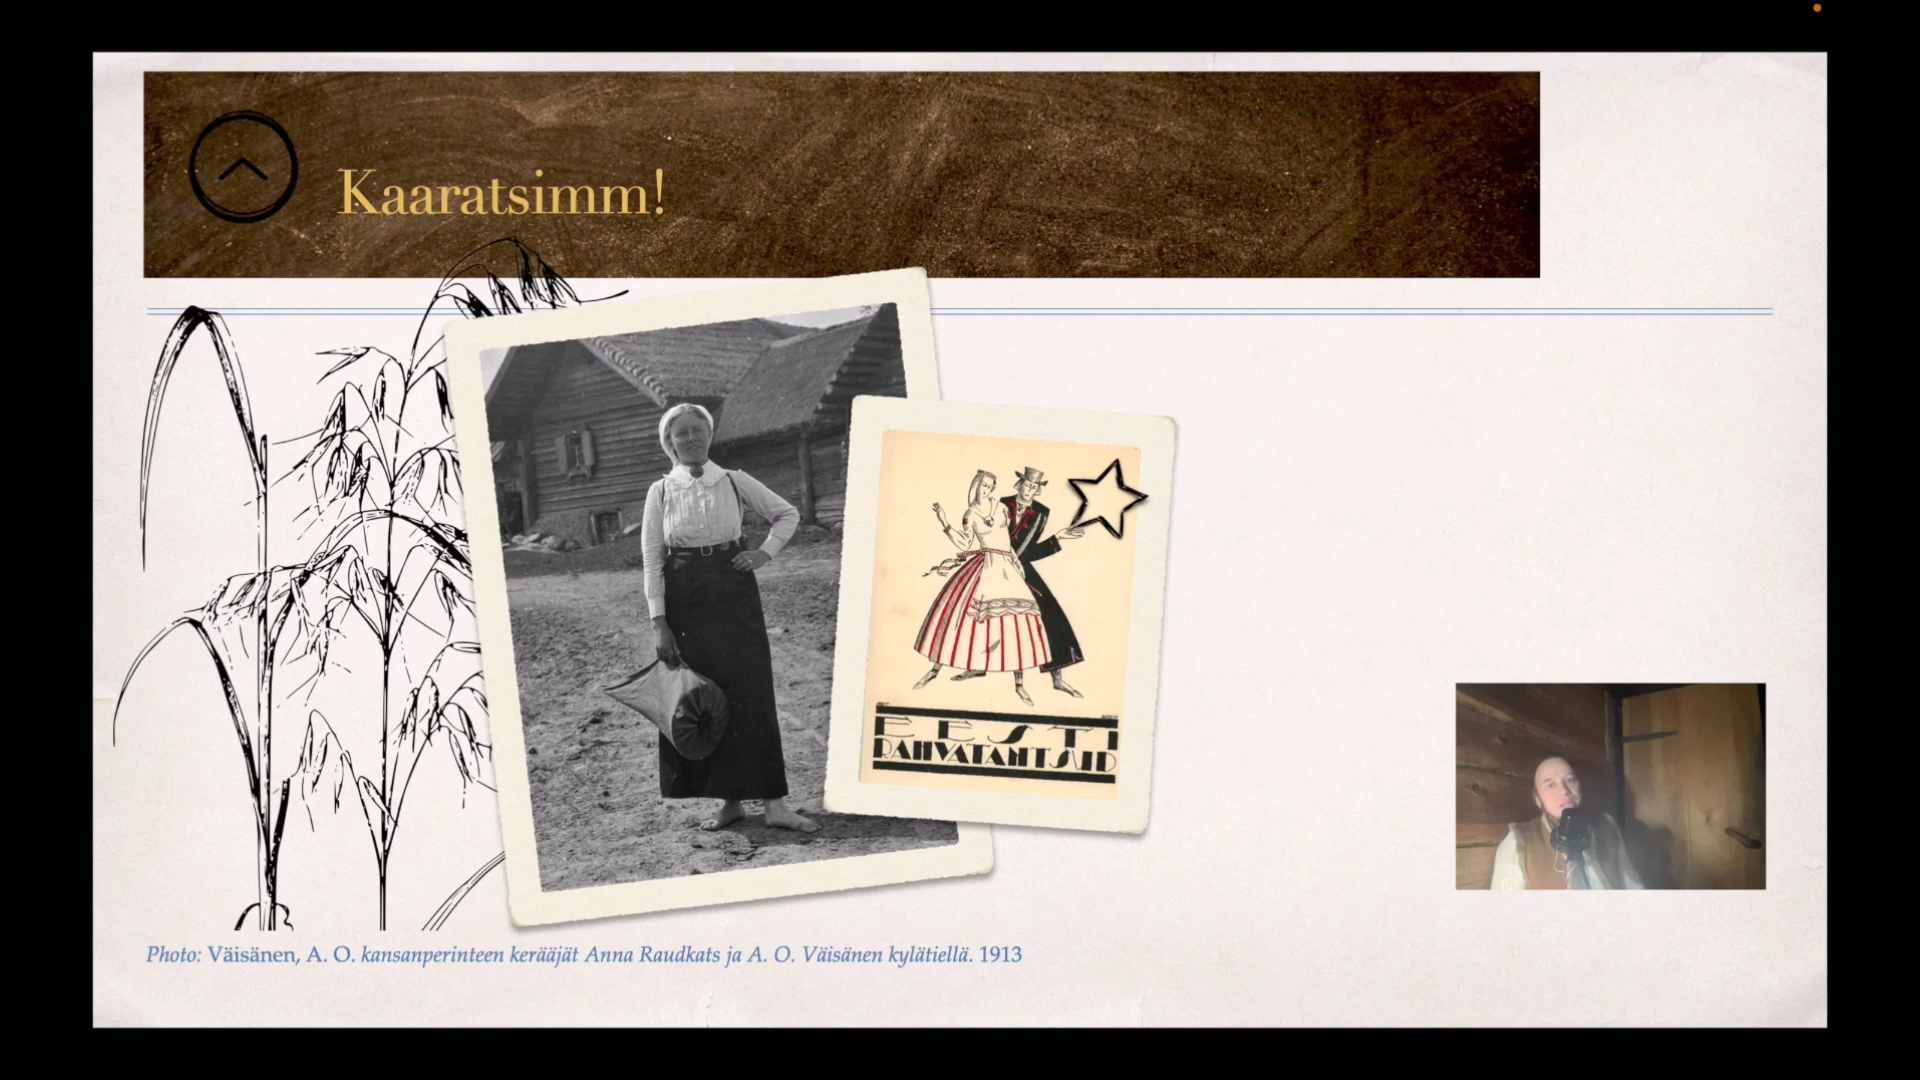 Kaaratsimm!
EESTI
RAHVATANTSUD
Photo: Väisänen, A. O. kansanperinteen kerääjät Anna Raudkats ja A. O. Väisänen kylätiellä. 1913